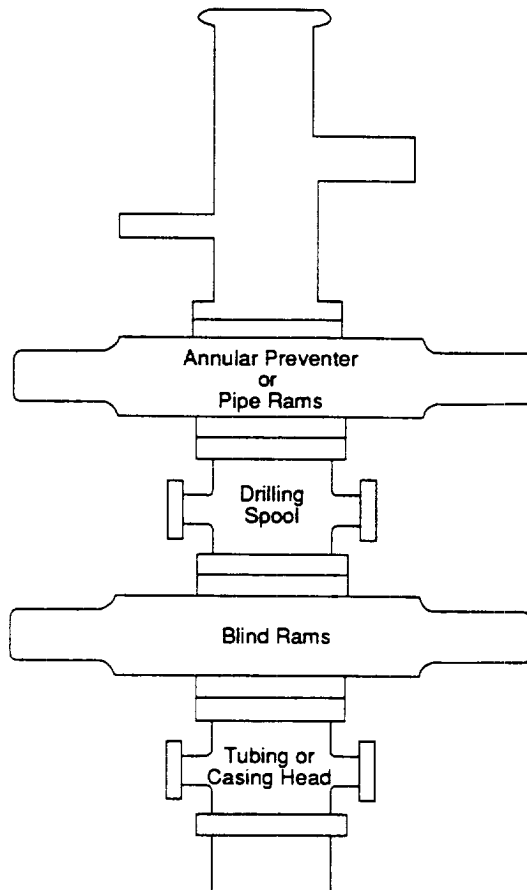 Annular Preventer
or
Pipe Rams
Drilling
Spool
Blind Rams
Tubing or
Casing Head